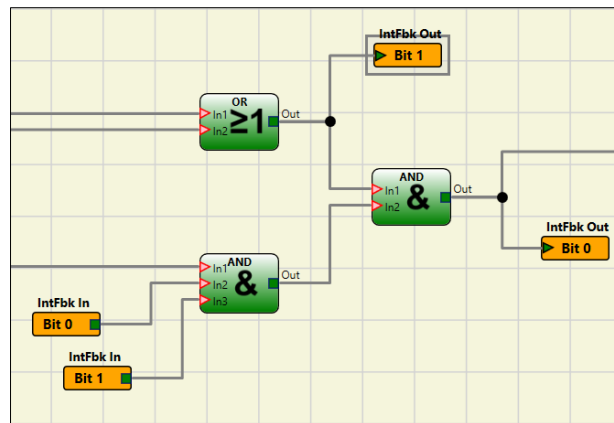 IntFbk Out
Bit 1
OR
In1
In2
≥1
Out
AND
In1
In2
&
Out
IntFbk Out
Bit 0
AND
In1
In2
In3
&
Out
IntFbk In
Bit 0
IntFbk In
Bit 1